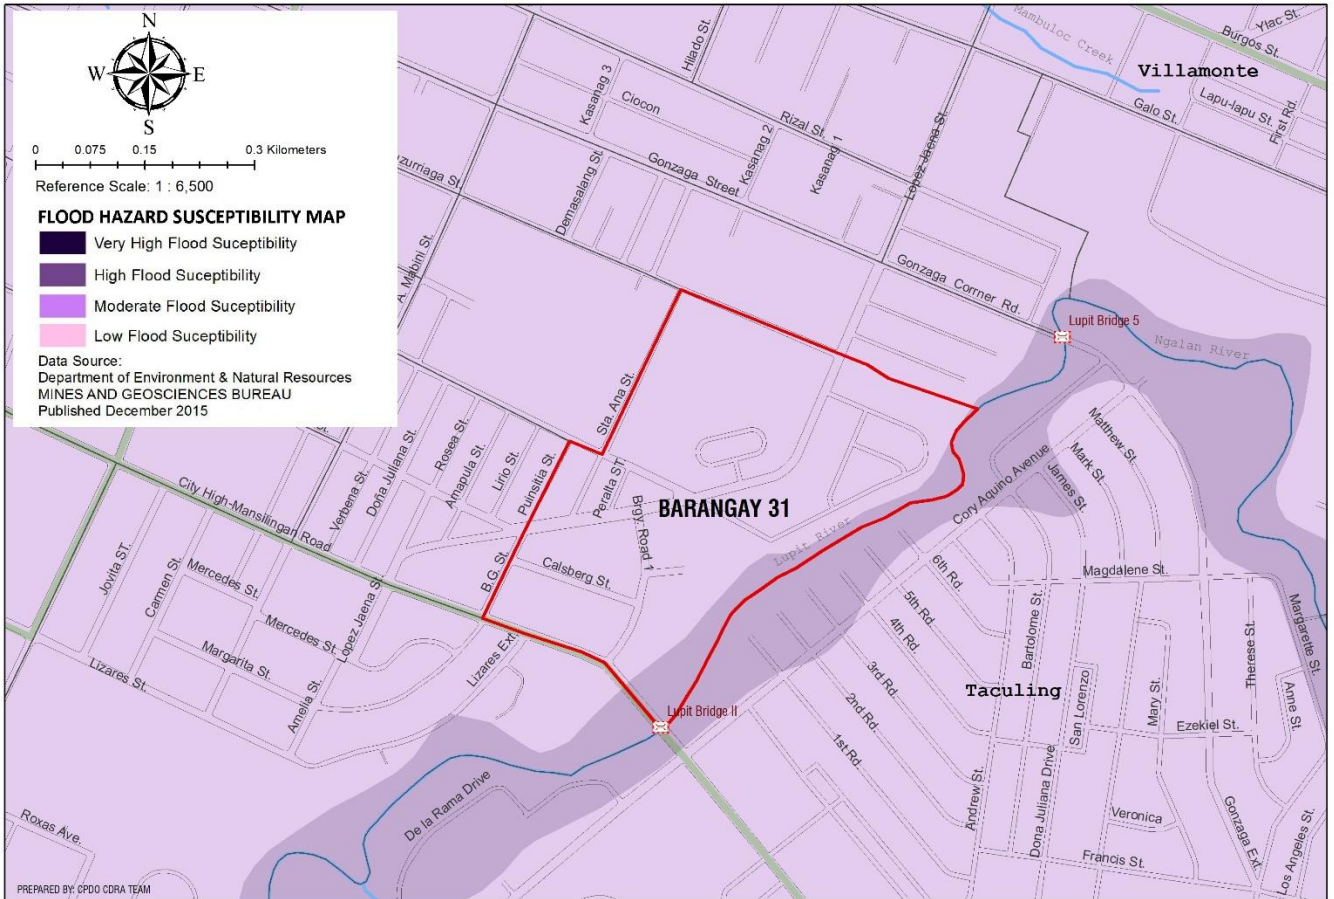 N
W E
S
0 0.075 0.15 0.3 Kilometers
Reference Scale: 1 : 6,500
FLOOD HAZARD SUSCEPTIBILITY MAP
Very High Flood Suceptibility
High Flood Suceptibility
Moderate Flood Suceptibility
Low Flood Suceptibility
Data Source:
Department of Environment & Natural Resources
MINES AND GEOSCIENCES BUREAU
Published December 2015
Mambuloc Creek
Ylac St.
Burgos St.
Villamonte
Hilado St.
Kasanag 3
Ciocon
Rizal St.
Galo St.
Lapu-lapu St.
First Rd.
Kasanag 2
Kasanag 1
Lopez Jaena St.
Gonzaga Street
Demasalang St.
A. Mabini St.
Gonzaga Corrner Rd.
Lupit Bridge 5
Ngalan River
Sta. Ana St.
Matthew St.
Mark St.
James St.
Cory Aquino Avenue
Rosea St.
Amapula St.
Lirio St.
Puinsitia St.
Peralta ST.
Doña Juliana St.
Verbena St.
Brgy. Road 1
BARANGAY 31
City High-Mansilingan Road
Lupit River
Jovita ST.
Carmen St.
Mercedes St.
B.G. St.
Calsberg St.
6th Rd.
Magdalene St.
5th Rd.
4th Rd.
Bartolome St.
Margarette St.
Mercedes St.
Lopez Jaena St.
Lizares Ext.
Margarita St.
Lizares St.
Amelia St.
3rd Rd.
Therese St.
Taculing
San Lorenzo
Mary St.
Anne St.
Lupit Bridge II
2nd Rd.
1st Rd.
Ezekiel St.
De la Rama Drive
Andrew St.
Dona Juliana Drive
Veronica
Gonzaga Ext.
Los Angeles St.
Roxas Ave.
Francis St.
PREPARED BY: CPDO CDRA TEAM